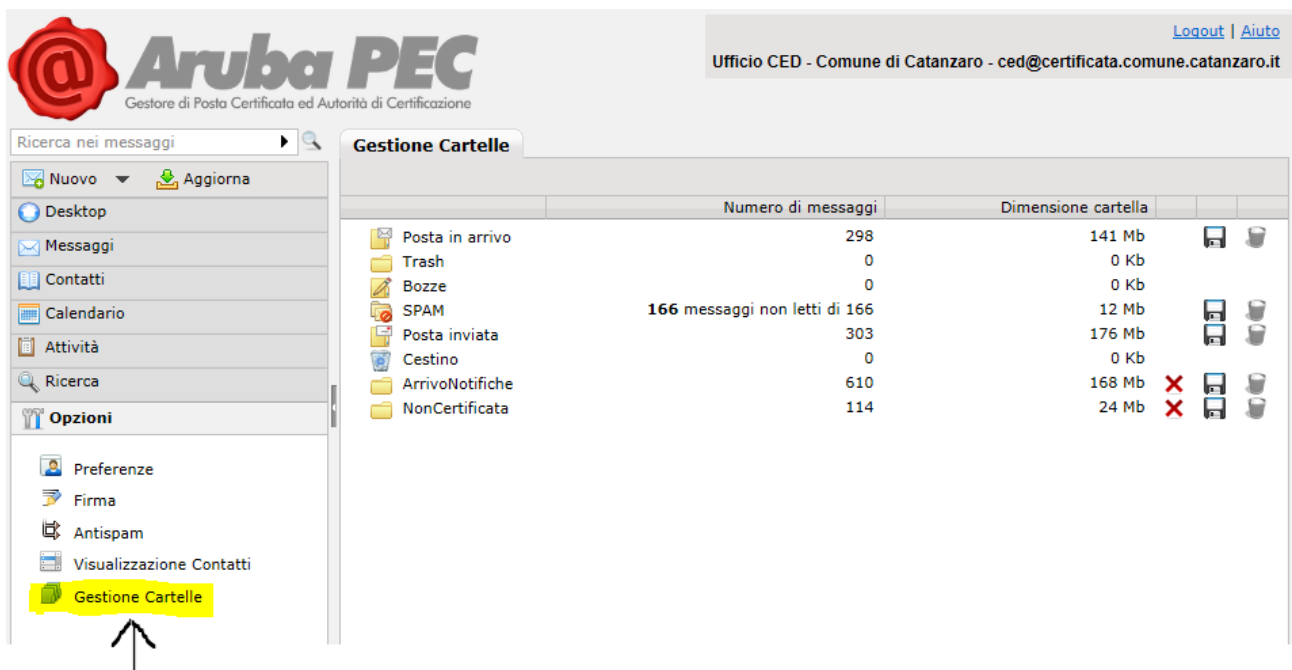 Logout | Aiuto
Ufficio CED - Comune di Catanzaro - ced@certificata.comune.catanzaro.it
Aruba PEC
Gestore di Posta Certificata ed Autorità di Certificazione
Ricerca nei messaggi
Nuovo Aggiorna
Desktop
Messaggi
Contatti
Calendario
Attività
Ricerca
Opzioni
Preferenze
Firma
Antispam
Visualizzazione Contatti
Gestione Cartelle
Gestione Cartelle
Numero di messaggi Dimensione cartella
Posta in arrivo 298 141 Mb
Trash 0 0 Kb
Bozze 0 0 Kb
SPAM 166 messaggi non letti di 166 12 Mb
Posta inviata 303 176 Mb
Cestino 0 0 Kb
ArrivoNotifiche 610 168 Mb
NonCertificata 114 24 Mb